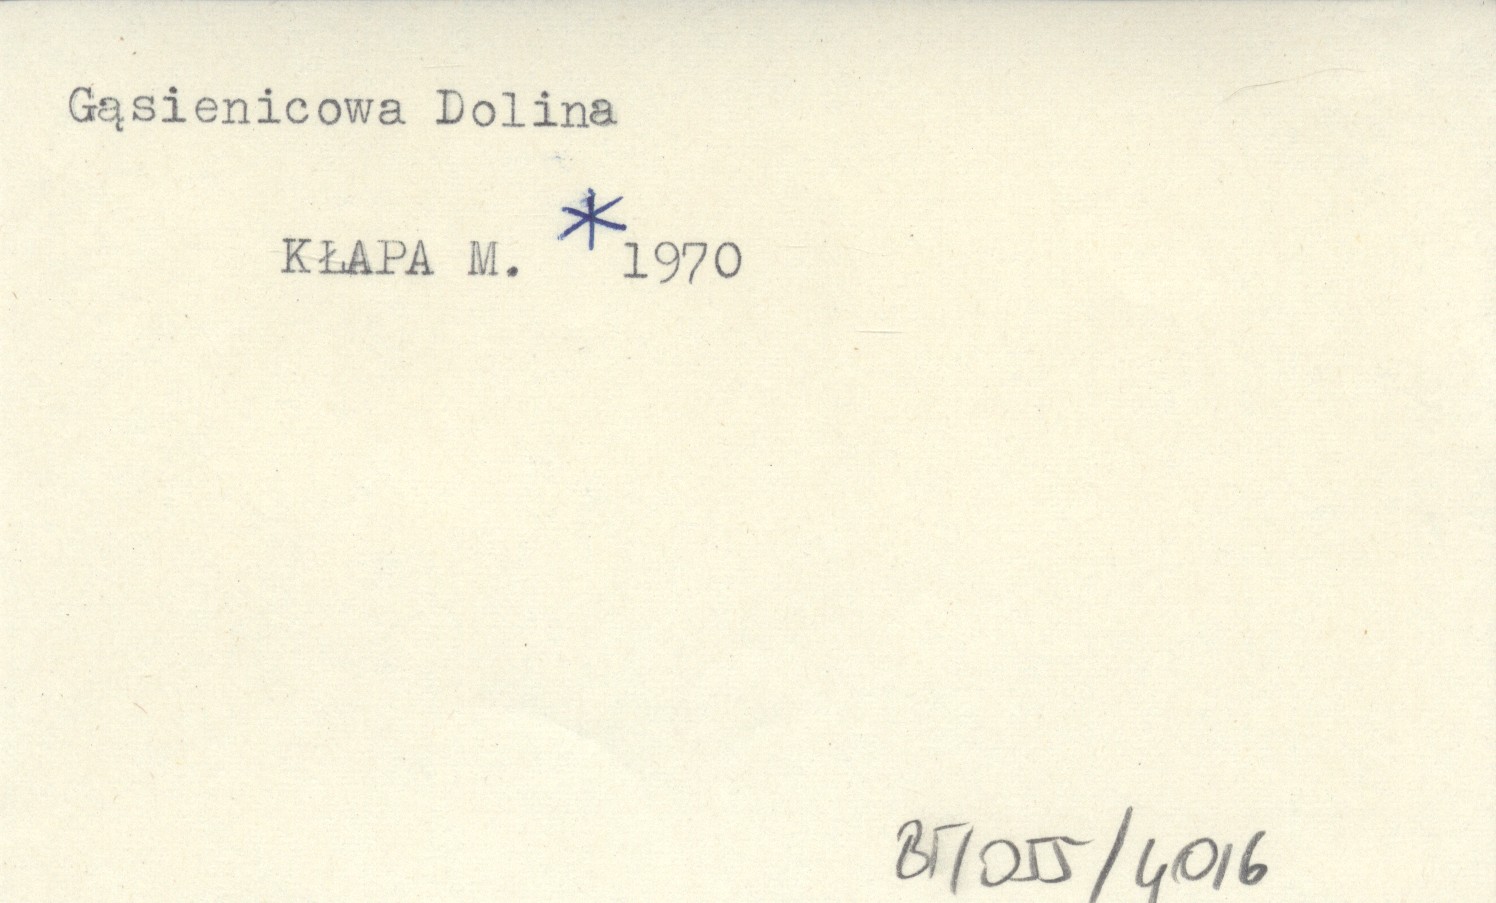 Gąsienicowa Dolina
KŁAPA M. * 1970
BT/055/4016